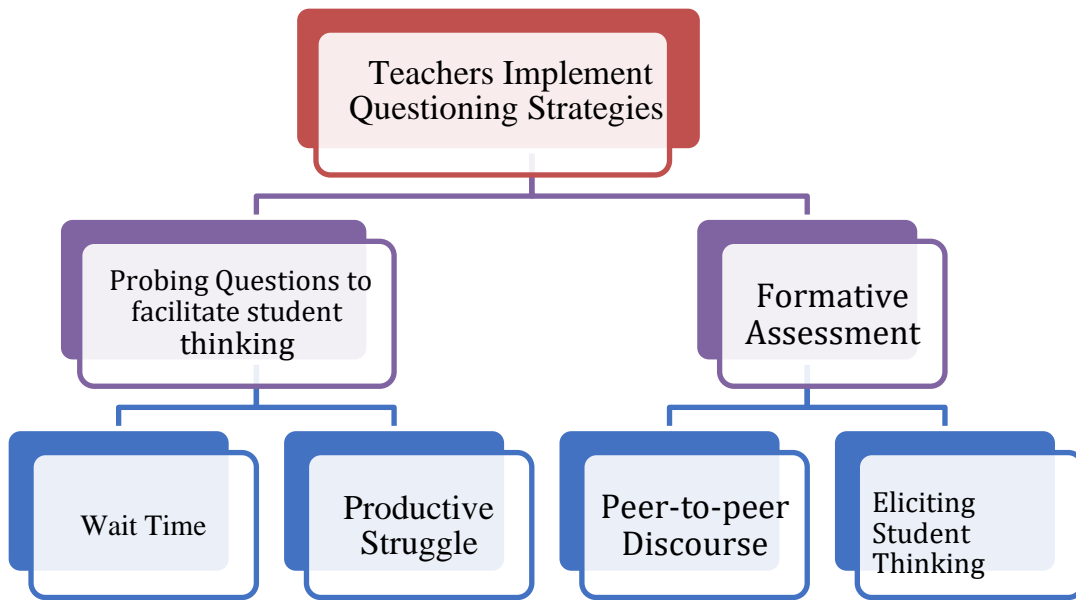 Teachers Implement
Questioning Strategies
Probing Questions to
facilitate student
thinking
Formative
Assessment
Wait Time
Productive
Struggle
Peer-to-peer
Discourse
Eliciting
Student
Thinking